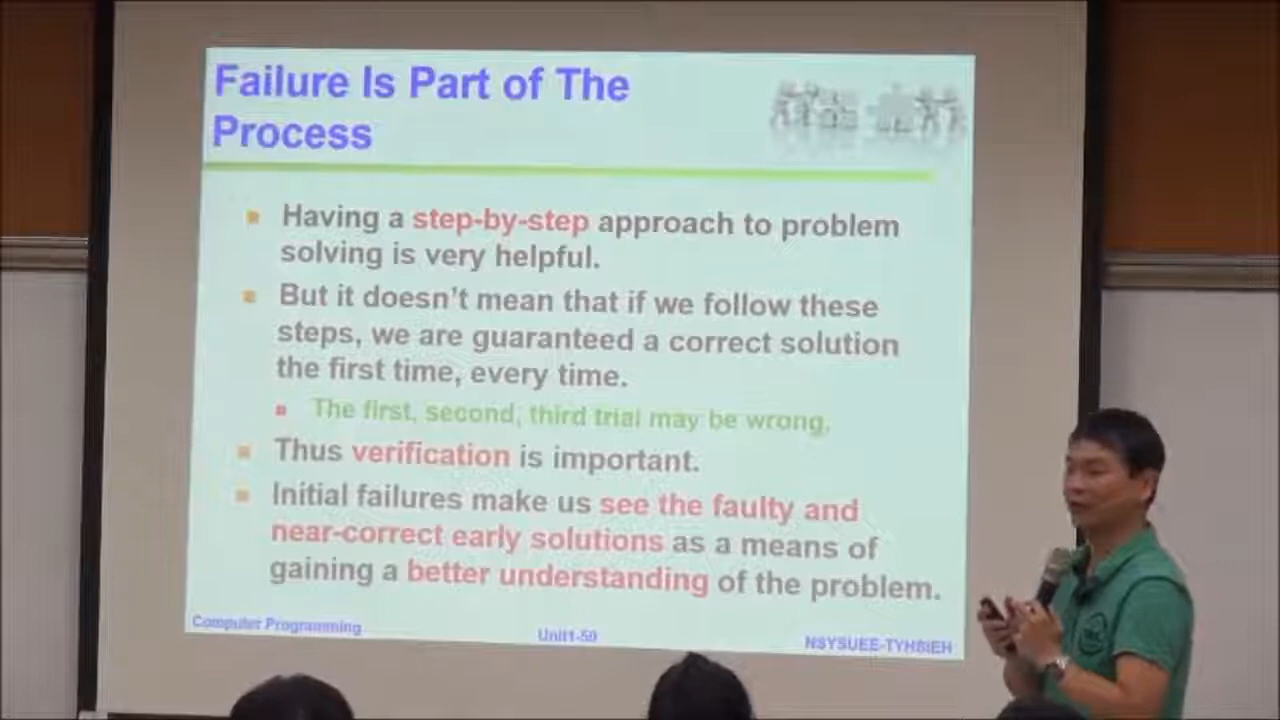 Failure Is Part of The
Process
Having a step-by-step approach to problem
solving is very helpful.
But it doesn't mean that if we follow these
steps, we are guaranteed a correct solution
the first time, every time.
The first, second, third trial may be wrong.
Thus verification is important.
Initial failures make us see the faulty and
near-correct early solutions as a means of
gaining a better understanding of the problem.
Computer Programming
Unit1-50
NSYSUEE-TYHSIEH